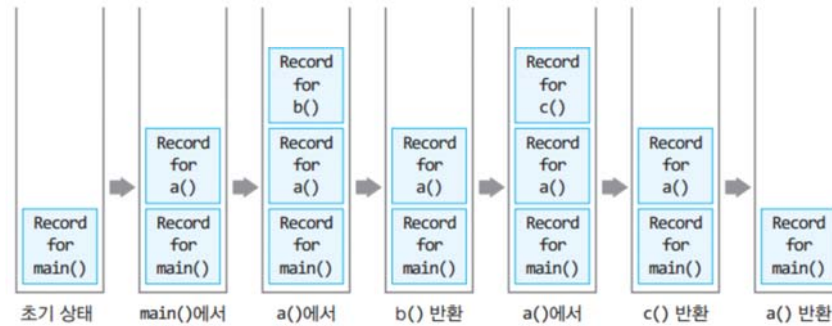 Record
for
main()
Record
for
a()
Record
for
main()
Record
for
b()
Record
for
a()
Record
for
main()
Record
for
a()
Record
for
main()
Record
for
c()
Record
for
a()
Record
for
main()
Record
for
a()
Record
for
main()
Record
for
main()
초기 상태
main()에서
a()에서
b() 반환
a()에서
c() 반환
a() 반환